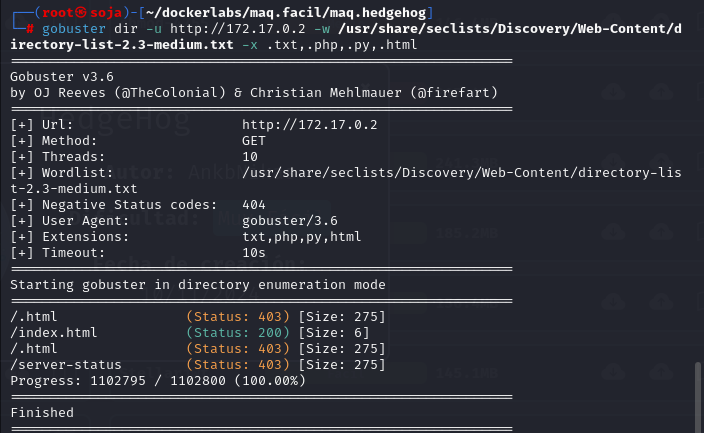 ┌──(root㉿soja)-[~/dockerlabs/maq.facil/maq.hedgehog]
└─# gobuster dir -u http://172.17.0.2 -w /usr/share/seclists/Discovery/Web-Content/d
irectory-list-2.3-medium.txt -x .txt,.php,.py,.html
===============================================================
Gobuster v3.6
by OJ Reeves (@TheColonial) & Christian Mehlmauer (@firefart)
===============================================================
[+] Url:                     http://172.17.0.2
[+] Method:                  GET
[+] Threads:                 10
[+] Wordlist:                /usr/share/seclists/Discovery/Web-Content/directory-lis
t-2.3-medium.txt
[+] Negative Status codes:   404
[+] User Agent:              gobuster/3.6
[+] Extensions:              txt,php,py,html
[+] Timeout:                 10s
===============================================================
Starting gobuster in directory enumeration mode
===============================================================
/.html                (Status: 403) [Size: 275]
/index.html           (Status: 200) [Size: 6]
/.html                (Status: 403) [Size: 275]
/server-status        (Status: 403) [Size: 275]
Progress: 1102795 / 1102800 (100.00%)
===============================================================
Finished
===============================================================